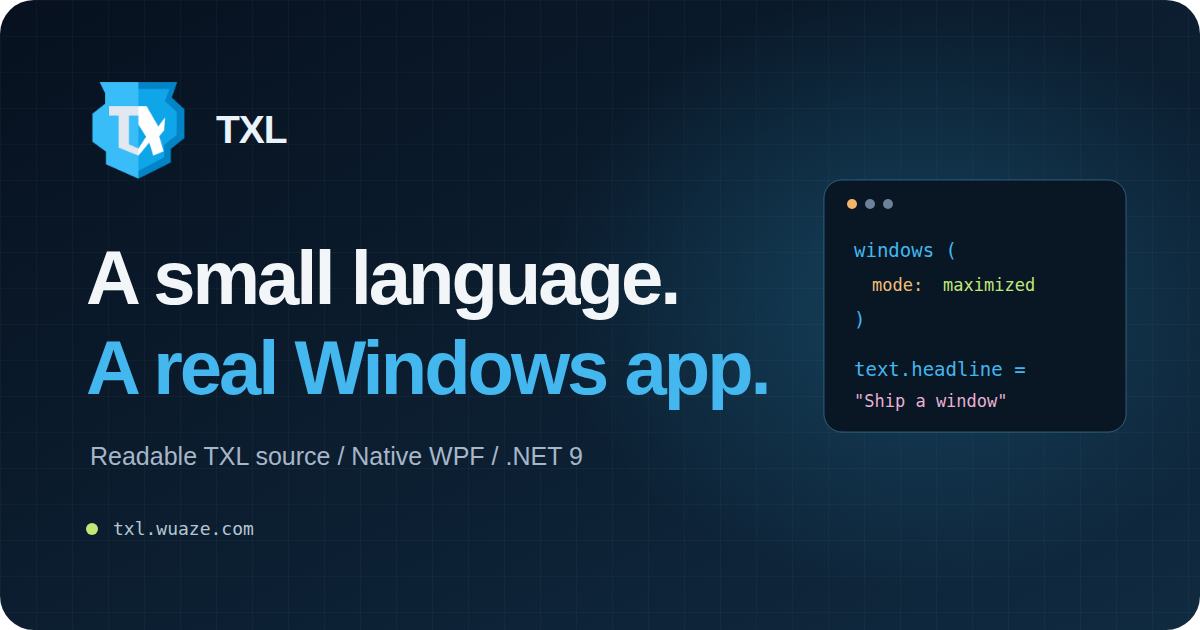 TX
TXL
A small language.
A real Windows app.
Readable TXL source / Native WPF / .NET 9
txl.wuaze.com
windows (
mode: maximized
)
text.headline =
"Ship a window"